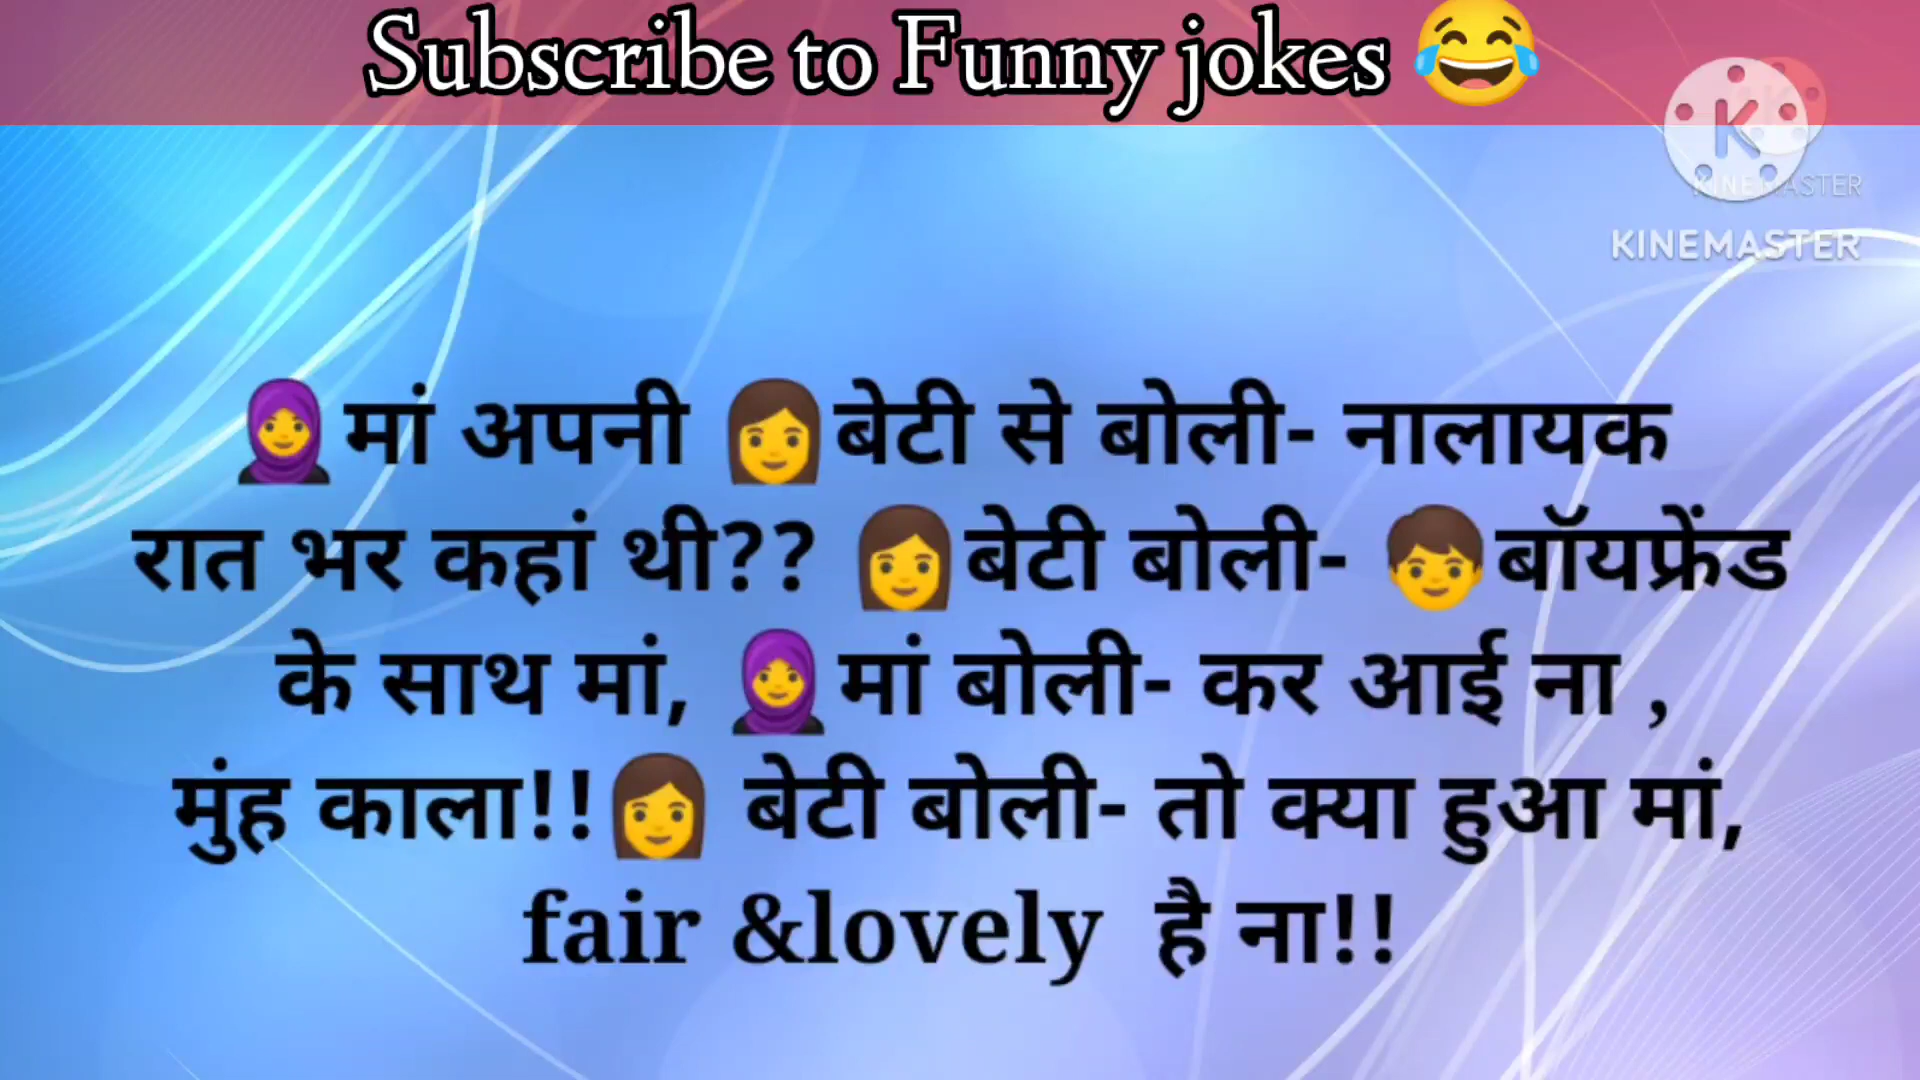 Subscribe to Funny jokes 😂
KINEMASTER
KINEMASTER
🧕मां अपनी 👩बेटी से बोली- नालायक
रात भर कहां थी?? 👩बेटी बोली- 👦बॉयफ्रेंड
के साथ मां, 🧕मां बोली- कर आई ना ,
मुंह काला!!👩 बेटी बोली- तो क्या हुआ मां,
fair &lovely है ना!!